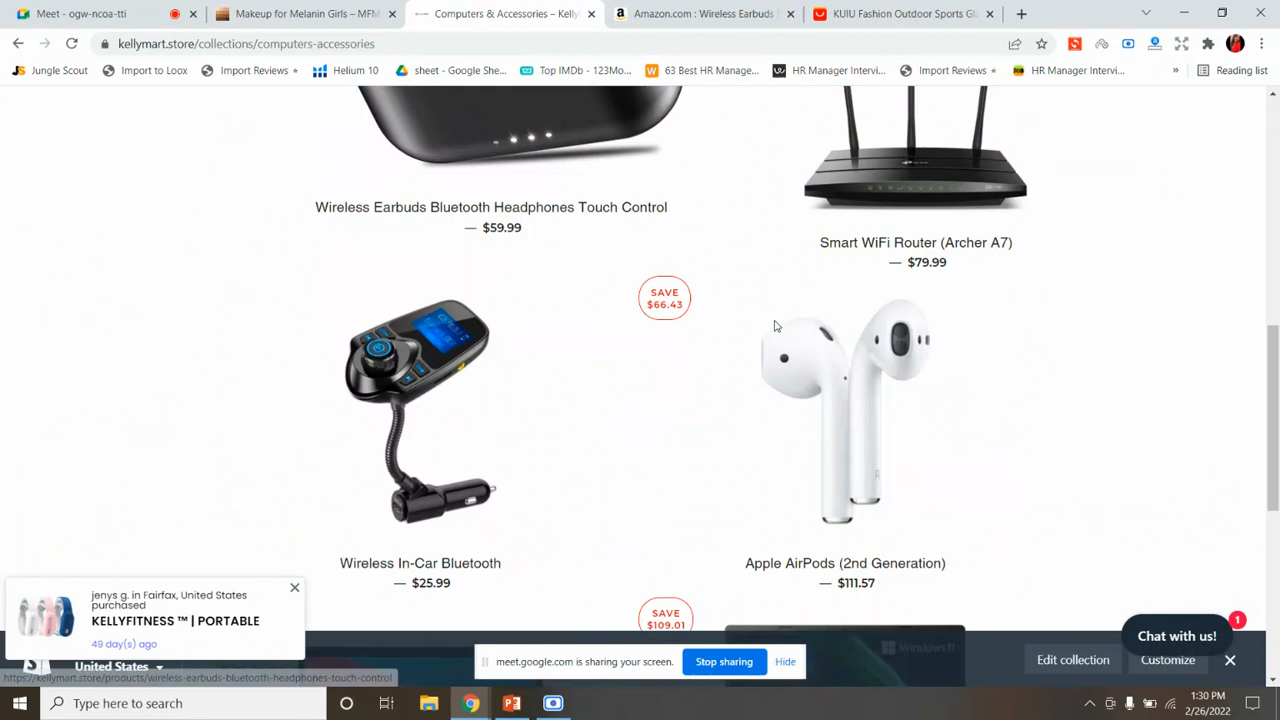 Meet - ogw-ncoa-tti
Makeup for Melanin Girls – MFM
Computers & Accessories – Kelly
Amazon.com : Wireless Earbuds
KUIU Fashion Outdoor Sports Gl
kellymart.store/collections/computers-accessories
Jungle Scout
Import to Loox
Import Reviews
Helium 10
sheet - Google She...
Top IMDb - 123Mo...
63 Best HR Manage...
HR Manager Intervi...
Import Reviews
HR Manager Intervi...
Reading list
Wireless Earbuds Bluetooth Headphones Touch Control
— $59.99
Smart WiFi Router (Archer A7)
— $79.99
SAVE
$66.43
Wireless In-Car Bluetooth
— $25.99
Apple AirPods (2nd Generation)
— $111.57
jenys g. in Fairfax, United States
purchased
KELLYFITNESS ™ | PORTABLE
49 day(s) ago
SAVE
$109.01
Windows 11
1
Chat with us!
United States
meet.google.com is sharing your screen.
Stop sharing
Hide
Edit collection
Customize
https://kellymart.store/products/wireless-earbuds-bluetooth-headphones-touch-control
Type here to search
1:30 PM
2/26/2022